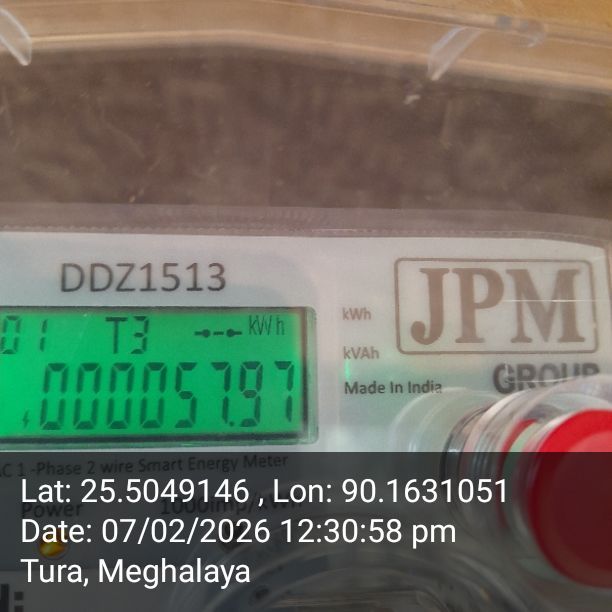 DDZ1513
JPM
GROUP
01 T3 kWh
00005797
kWh
kVAh
Made In India
AC 1 -Phase 2 wire Smart Energy Meter
Power 1000imp/kWh
Lat: 25.5049146 , Lon: 90.1631051
Date: 07/02/2026 12:30:58 pm
Tura, Meghalaya